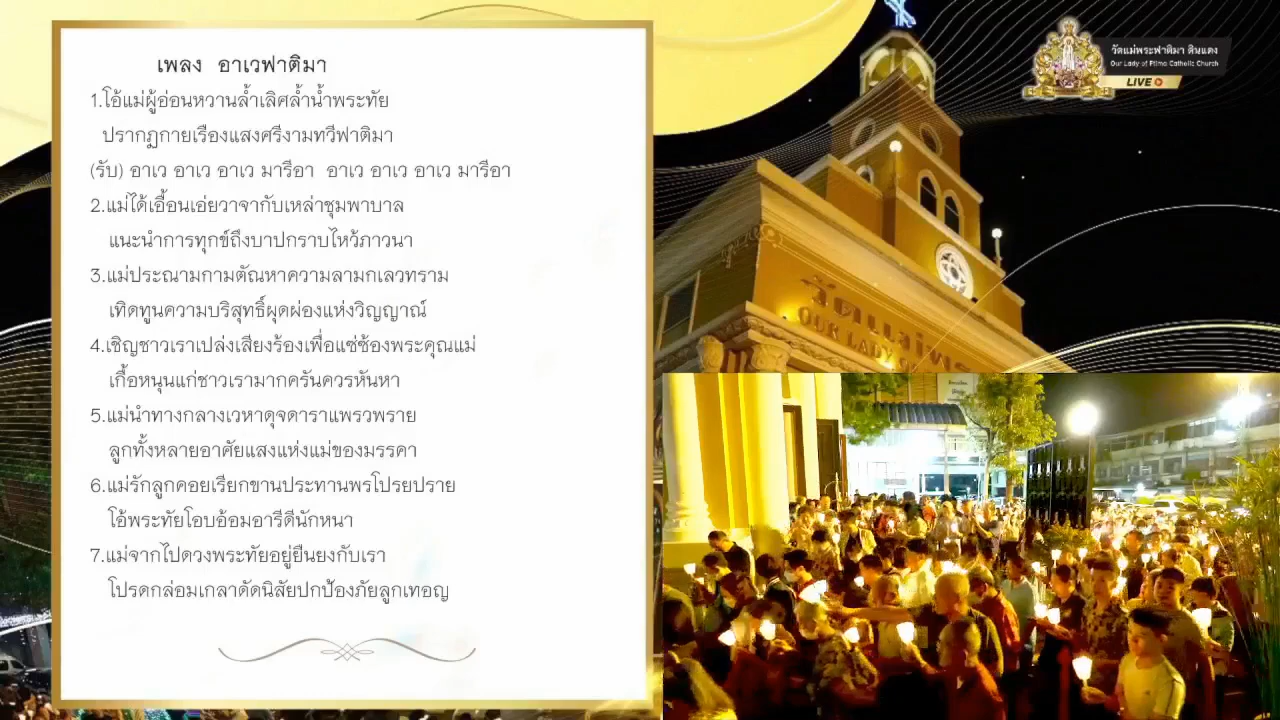 เพลง อาเวฟาติมา
1.โอ้แม่ผู้อ่อนหวานล้ำเลิศล้ำน้ำพระทัย
ปรากฏกายเรืองแสงศรีงามทวีฟาติมา
(รับ) อาเว อาเว อาเว มารีอา อาเว อาเว อาเว มารีอา
2.แม่ได้เอื้อนเอ่ยวาจากับเหล่าชุมพาบาล
แนะนำการทุกข์ถึงบาปกราบไหว้ภาวนา
3.แม่ประณามกามตัณหาความลามกเลวทราม
เทิดทูนความบริสุทธิ์ผุดผ่องแห่งวิญญาณ์
4.เชิญชาวเราเปล่งเสียงร้องเพื่อแซ่ซ้องพระคุณแม่
เกื้อหนุนแก่ชาวเรามากครันควรหันหา
5.แม่นำทางกลางเวหาดุจดาราแพรวพราย
ลูกทั้งหลายอาศัยแสงแห่งแม่ของมรรคา
6.แม่รักลูกคอยเรียกขานประทานพรโปรยปราย
โอ้พระทัยโอบอ้อมอารีดีนักหนา
7.แม่จากไปดวงพระทัยอยู่ยืนยงกับเรา
โปรดกล่อมเกลาดัดนิสัยปกป้องภัยลูกเทอญ
วัดแม่พระฟาติมา ดินแดง
Our Lady of Ftima Catholic Church
LIVE
วัดแม่พระ
OUR LADY